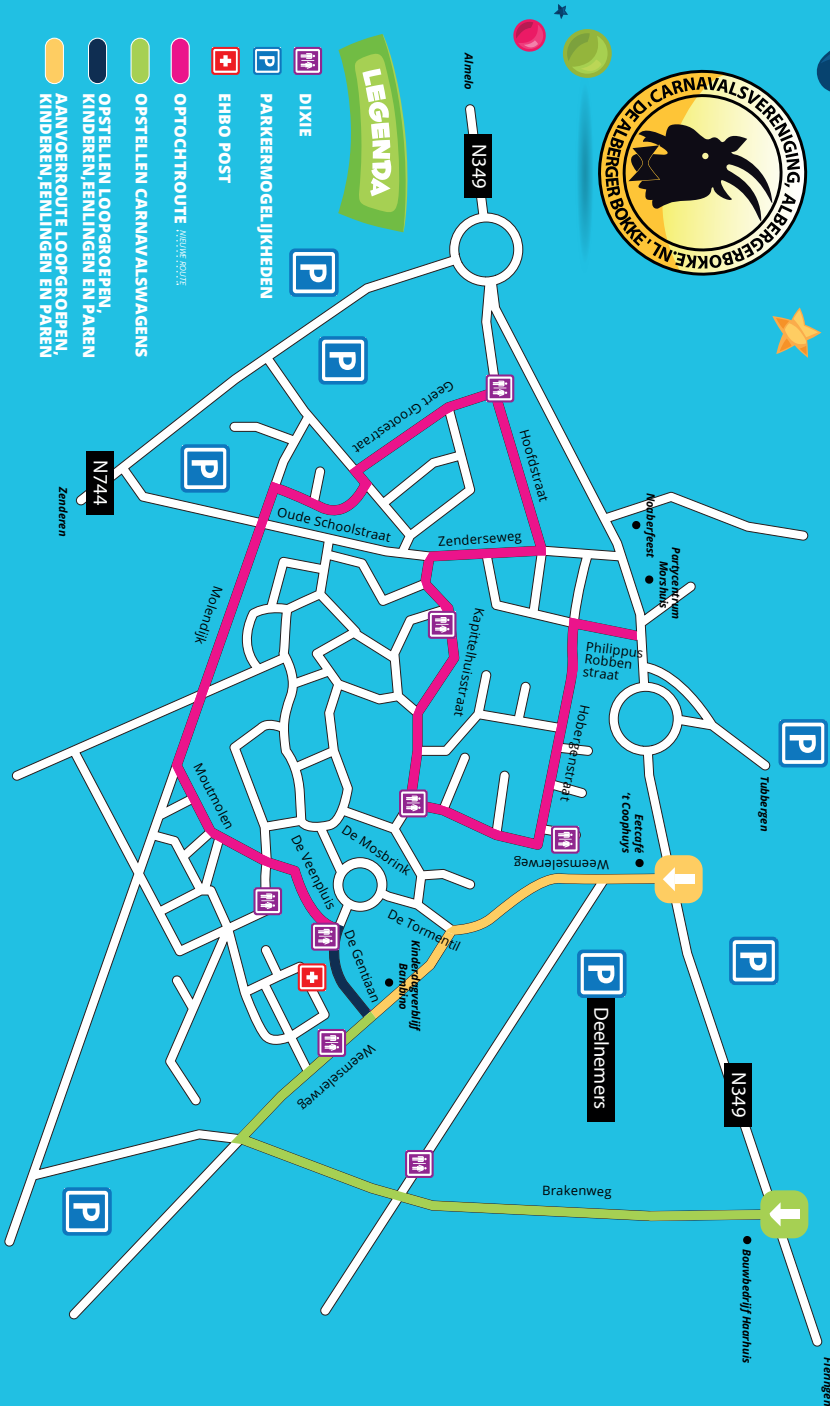 DE CARNAVALSVERENIGING, ALBERGERBOKKE.NL.
DE ALBERGER BOKKE,
LEGENDA
DIXIE
P
PARKEERMOGELIJKHEDEN
EHBO POST
OPTOCHTROUTE NIEUWE ROUTE
OPSTELLEN CARNAVALSWAGENS
OPSTELLEN LOOPGROEPEN,
KINDEREN,EENLINGEN EN PAREN
AANVOERROUTE LOOPGROEPEN,
KINDEREN,EENLINGEN EN PAREN
Almelo
N349
P
P
P
N744
Zenderen
Geert Grootestraat
Hoofdstraat
Oude Schoolstraat
Zenderseweg
Noaberfeest
Partycentrum
Morshuis
Molendijk
Kapittelhuisstraat
Philippus
Robben
straat
Hobergenstraat
P
Tubbergen
Moutmolen
De Veenpluis
De Mosbrink
Eetcafé
't Coophuys
Weemselerweg
De Tormentil
De Gentiaan
Kinderdagverblijf
Bambino
P
P
Deelnemers
N349
Weemselerweg
Brakenweg
P
Bouwbedrijf Haarhuis